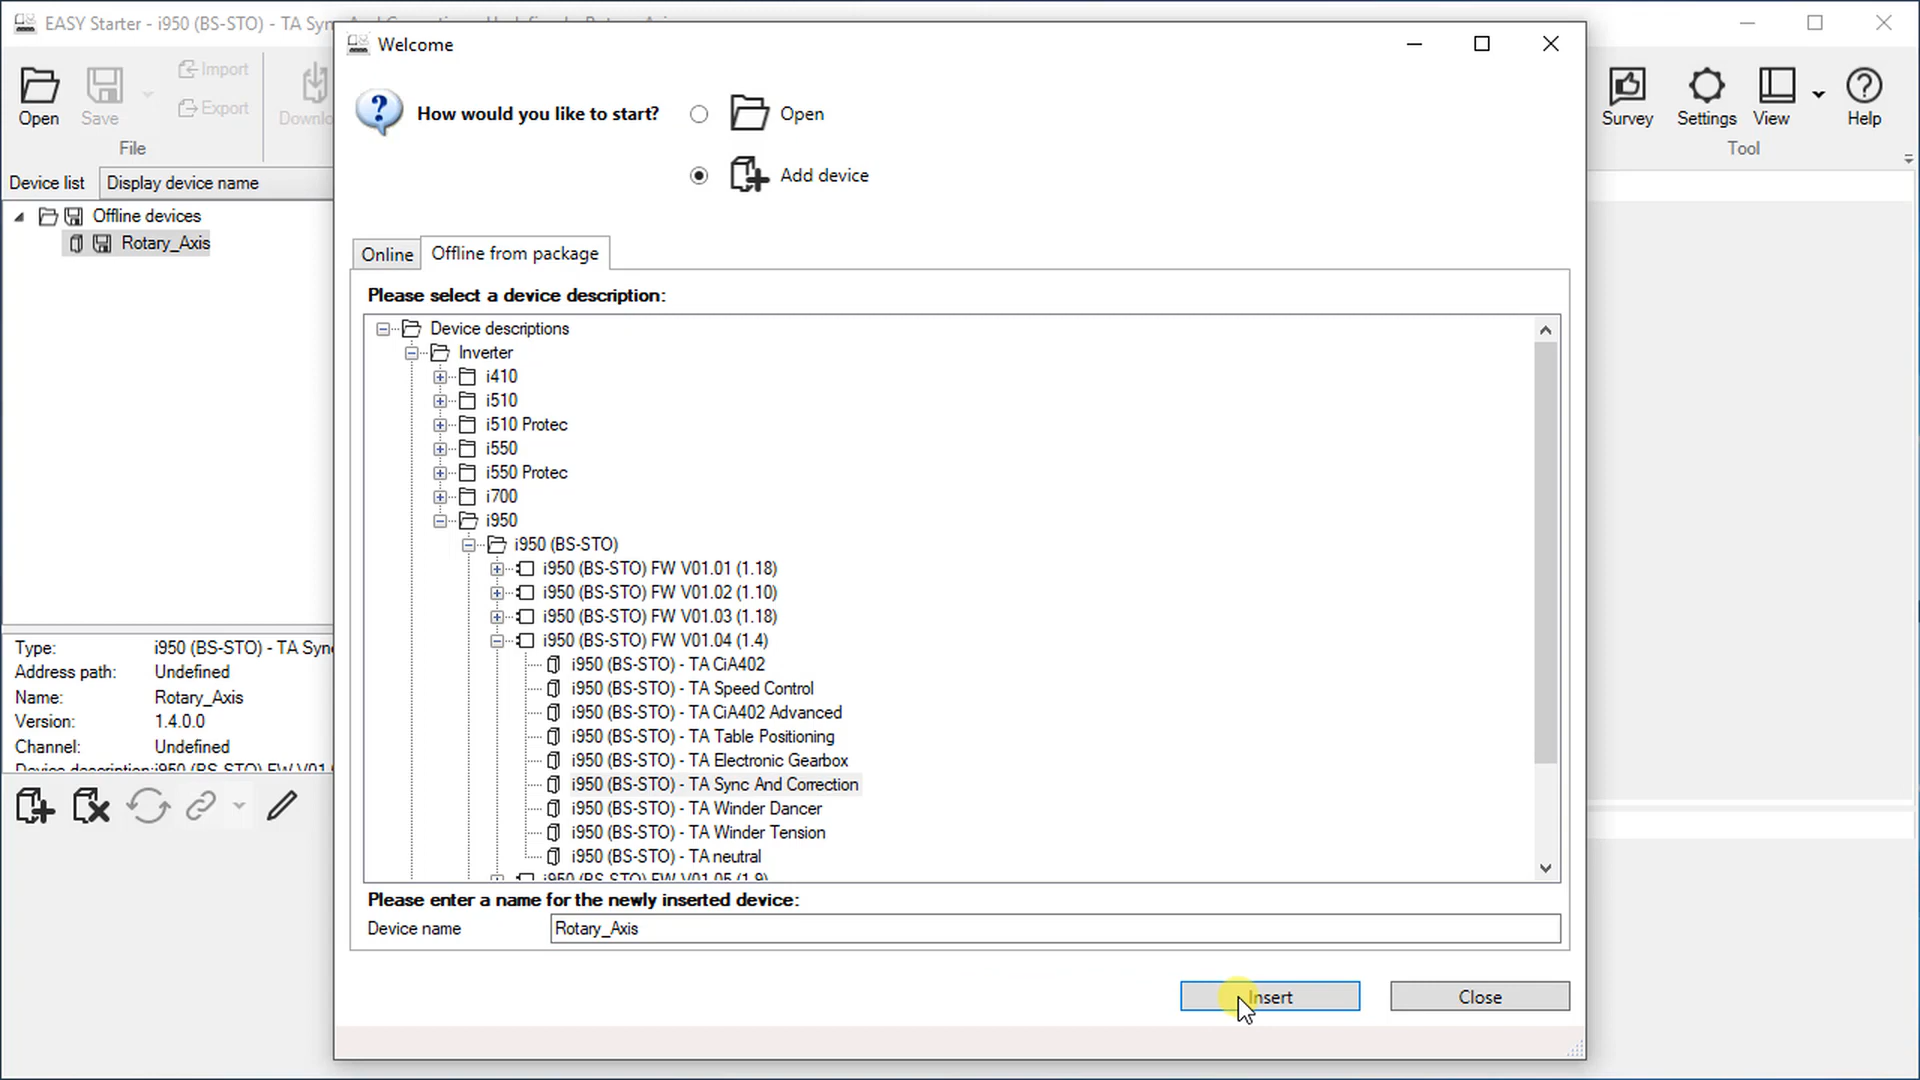 EASY Starter - i950 (BS-STO) - TA Syn
Welcome
Open
Save
Import
Export
Downlo
File
How would you like to start?
Open
Add device
Survey
Settings
View
Help
Tool
Device list
Display device name
Offline devices
Rotary_Axis
Online
Offline from package
Please select a device description:
Device descriptions
Inverter
i410
i510
i510 Protec
i550
i550 Protec
i700
i950
i950 (BS-STO)
i950 (BS-STO) FW V01.01 (1.18)
i950 (BS-STO) FW V01.02 (1.10)
i950 (BS-STO) FW V01.03 (1.18)
i950 (BS-STO) FW V01.04 (1.4)
i950 (BS-STO) - TA CiA402
i950 (BS-STO) - TA Speed Control
i950 (BS-STO) - TA CiA402 Advanced
i950 (BS-STO) - TA Table Positioning
i950 (BS-STO) - TA Electronic Gearbox
i950 (BS-STO) - TA Sync And Correction
i950 (BS-STO) - TA Winder Dancer
i950 (BS-STO) - TA Winder Tension
i950 (BS-STO) - TA neutral
i950 (BS-STO) FW V01.05 (1.9)
Type: i950 (BS-STO) - TA Syn
Address path: Undefined
Name: Rotary_Axis
Version: 1.4.0.0
Channel: Undefined
Device description: i950 (BS-STO) FW V01.
Please enter a name for the newly inserted device:
Device name Rotary_Axis
Insert
Close